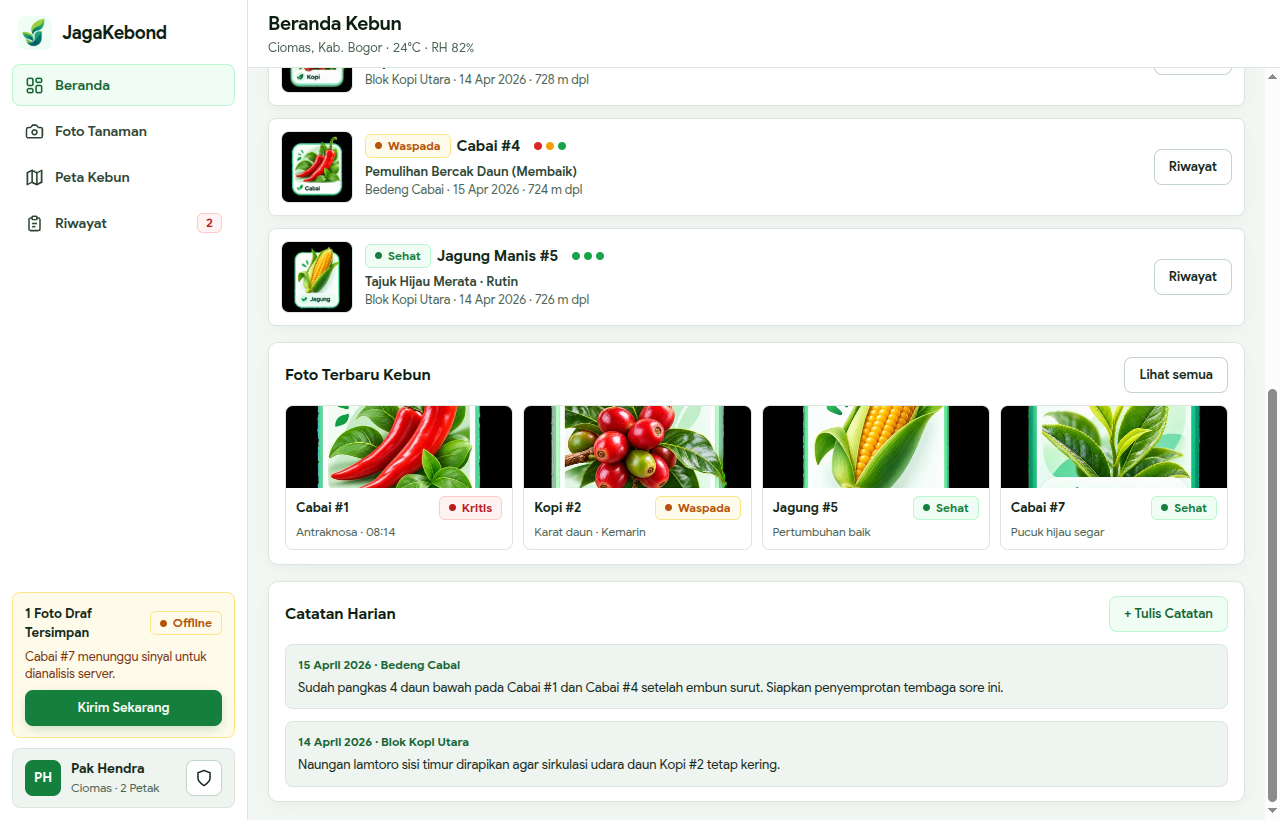 JagaKebond
Beranda
Foto Tanaman
Peta Kebun
Riwayat 2
1 Foto Draf
Tersimpan
Offline
Cabai #7 menunggu sinyal untuk
dianalisis server.
Kirim Sekarang
PH
Pak Hendra
Ciomas · 2 Petak
Beranda Kebun
Ciomas, Kab. Bogor · 24°C · RH 82%
Kopi
Blok Kopi Utara · 14 Apr 2026 · 728 m dpl
Cabai
Waspada Cabai #4
Pemulihan Bercak Daun (Membaik)
Bedeng Cabai · 15 Apr 2026 · 724 m dpl
Riwayat
Jagung
Sehat Jagung Manis #5
Tajuk Hijau Merata · Rutin
Blok Kopi Utara · 14 Apr 2026 · 726 m dpl
Riwayat
Foto Terbaru Kebun
Lihat semua
Cabai #1 Kritis
Antraknosa · 08:14
Kopi #2 Waspada
Karat daun · Kemarin
Jagung #5 Sehat
Pertumbuhan baik
Cabai #7 Sehat
Pucuk hijau segar
Catatan Harian
+ Tulis Catatan
15 April 2026 · Bedeng Cabai
Sudah pangkas 4 daun bawah pada Cabai #1 dan Cabai #4 setelah embun surut. Siapkan penyemprotan tembaga sore ini.
14 April 2026 · Blok Kopi Utara
Naungan lamtoro sisi timur dirapikan agar sirkulasi udara daun Kopi #2 tetap kering.